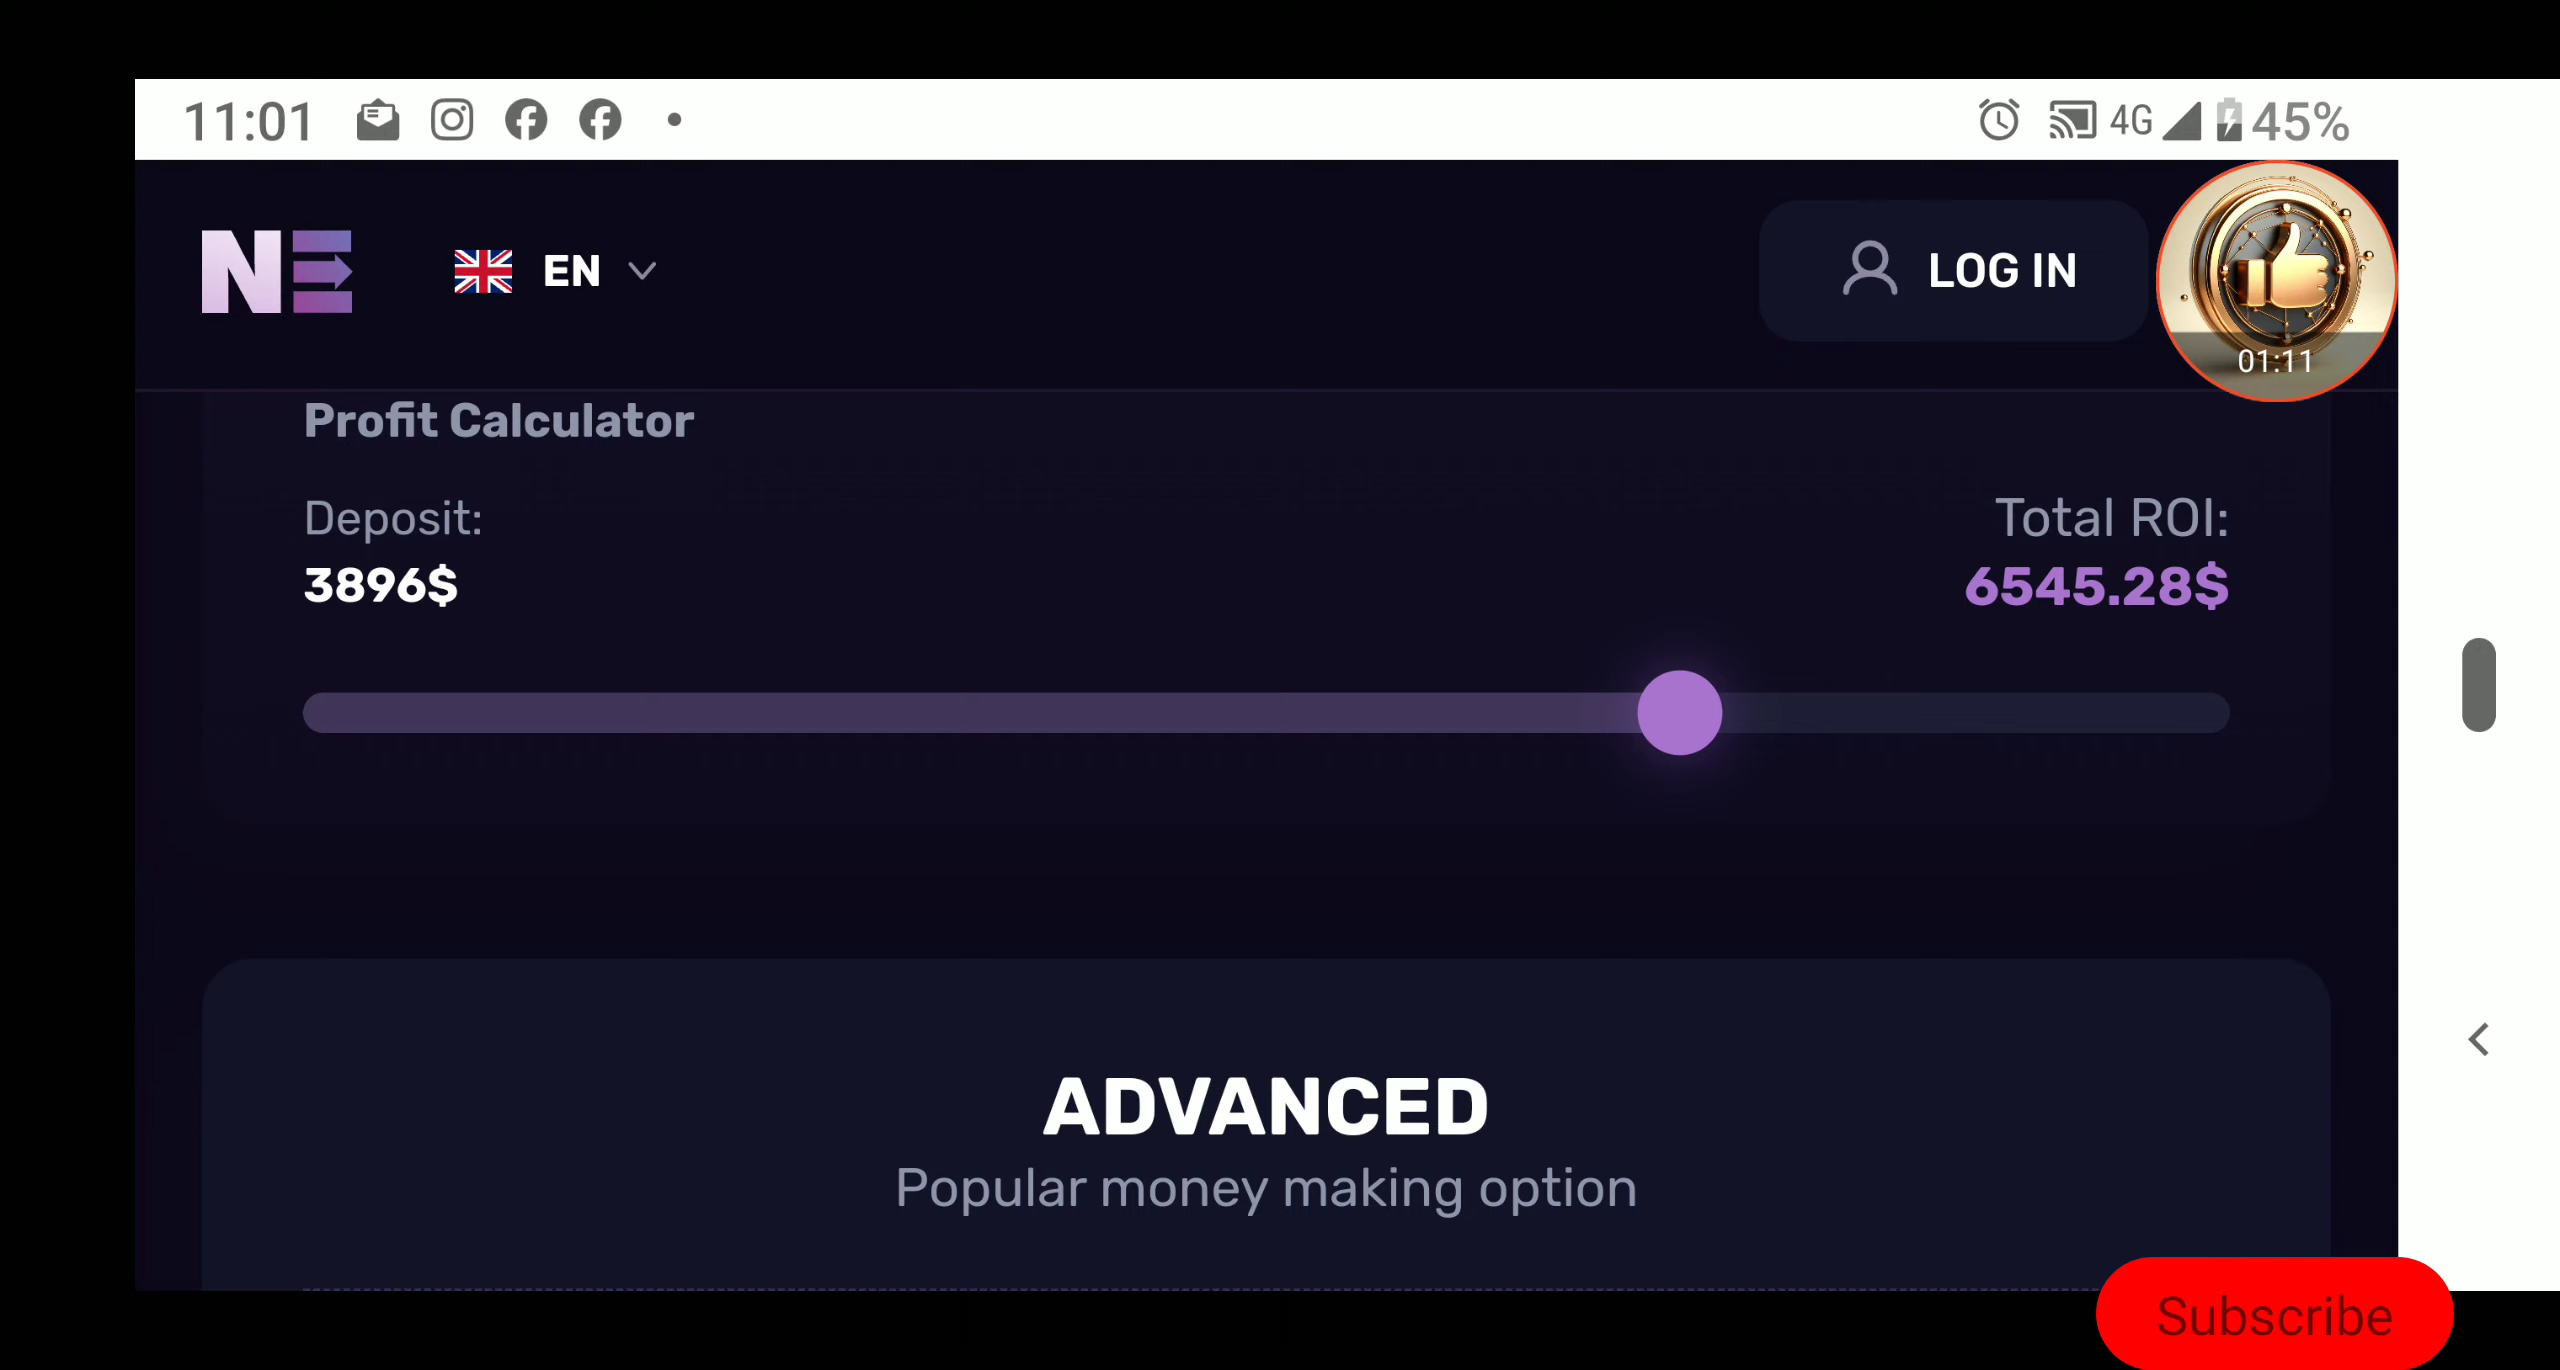 11:01
4G 45%
NE
EN
LOG IN
01:11
Profit Calculator
Deposit:
Total ROI:
3896$
6545.28$
ADVANCED
Popular money making option
Subscribe